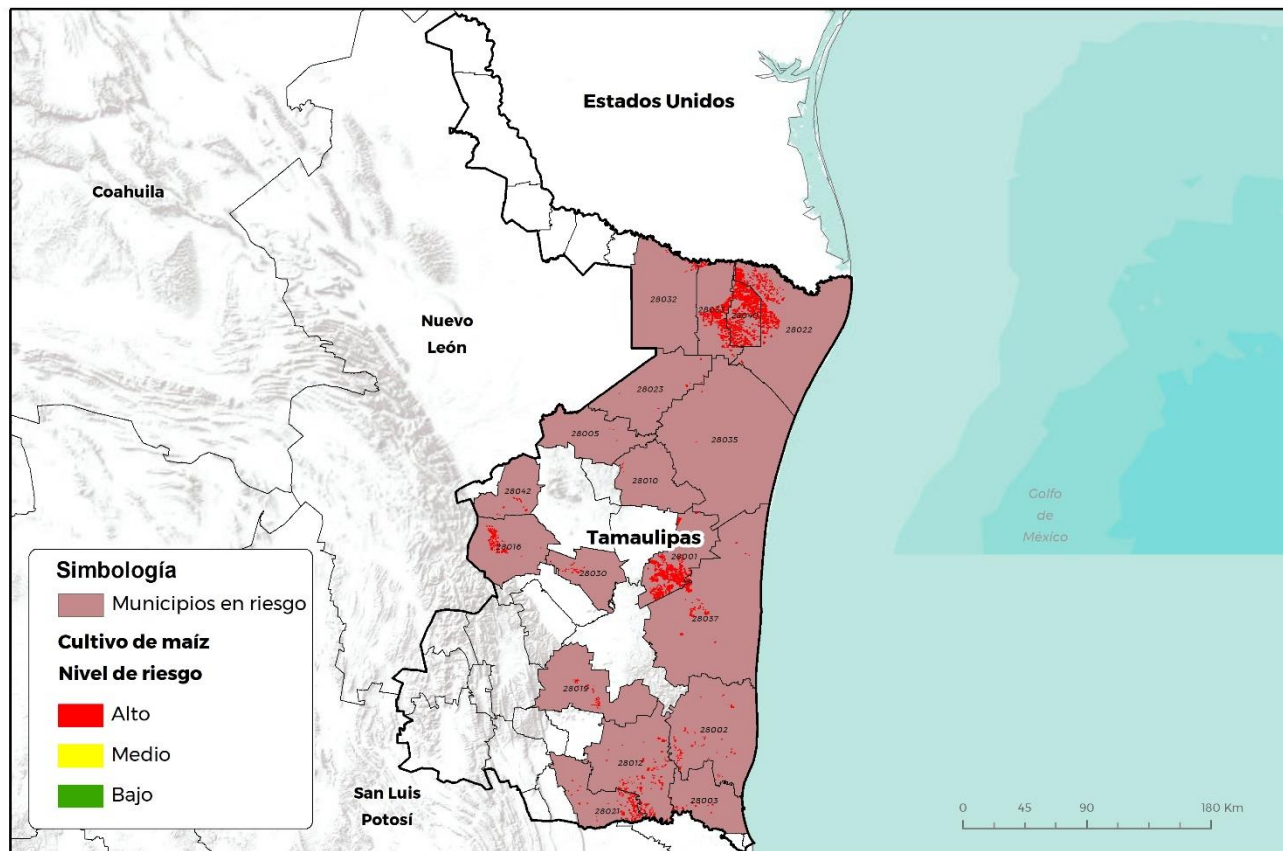 Estados Unidos
Coahuila
Nuevo
León
28032
28022
28023
28005
28035
28010
28042
28016
Tamaulipas
28001
28030
28037
28019
28002
28012
28003
28021
San Luis
Potosí
Golfo
de
México
Simbología
Municipios en riesgo
Cultivo de maíz
Nivel de riesgo
Alto
Medio
Bajo
0 45 90 180 Km